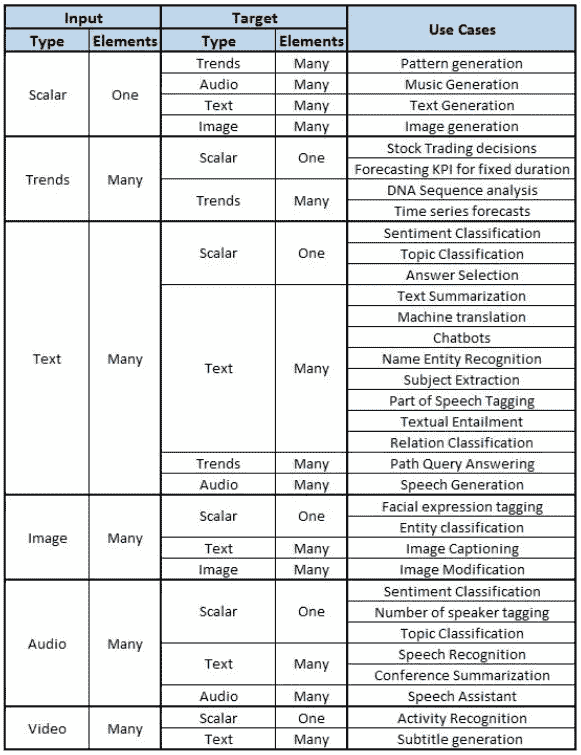 Input Target Use Cases
Type Elements Type Elements
Scalar One Trends Many Pattern generation
Audio Many Music Generation
Text Many Text Generation
Image Many Image generation
Trends Many Scalar One Stock Trading decisions
Forecasting KPI for fixed duration
Trends Many DNA Sequence analysis
Time series forecasts
Text Many Scalar One Sentiment Classification
Topic Classification
Answer Selection
Text Many Text Summarization
Machine translation
Chatbots
Name Entity Recognition
Subject Extraction
Part of Speech Tagging
Textual Entailment
Relation Classification
Trends Many Path Query Answering
Audio Many Speech Generation
Image Many Scalar One Facial expression tagging
Entity classification
Text Many Image Captioning
Image Many Image Modification
Audio Many Scalar One Sentiment Classification
Number of speaker tagging
Topic Classification
Text Many Speech Recognition
Conference Summarization
Audio Many Speech Assistant
Video Many Scalar One Activity Recognition
Text Many Subtitle generation